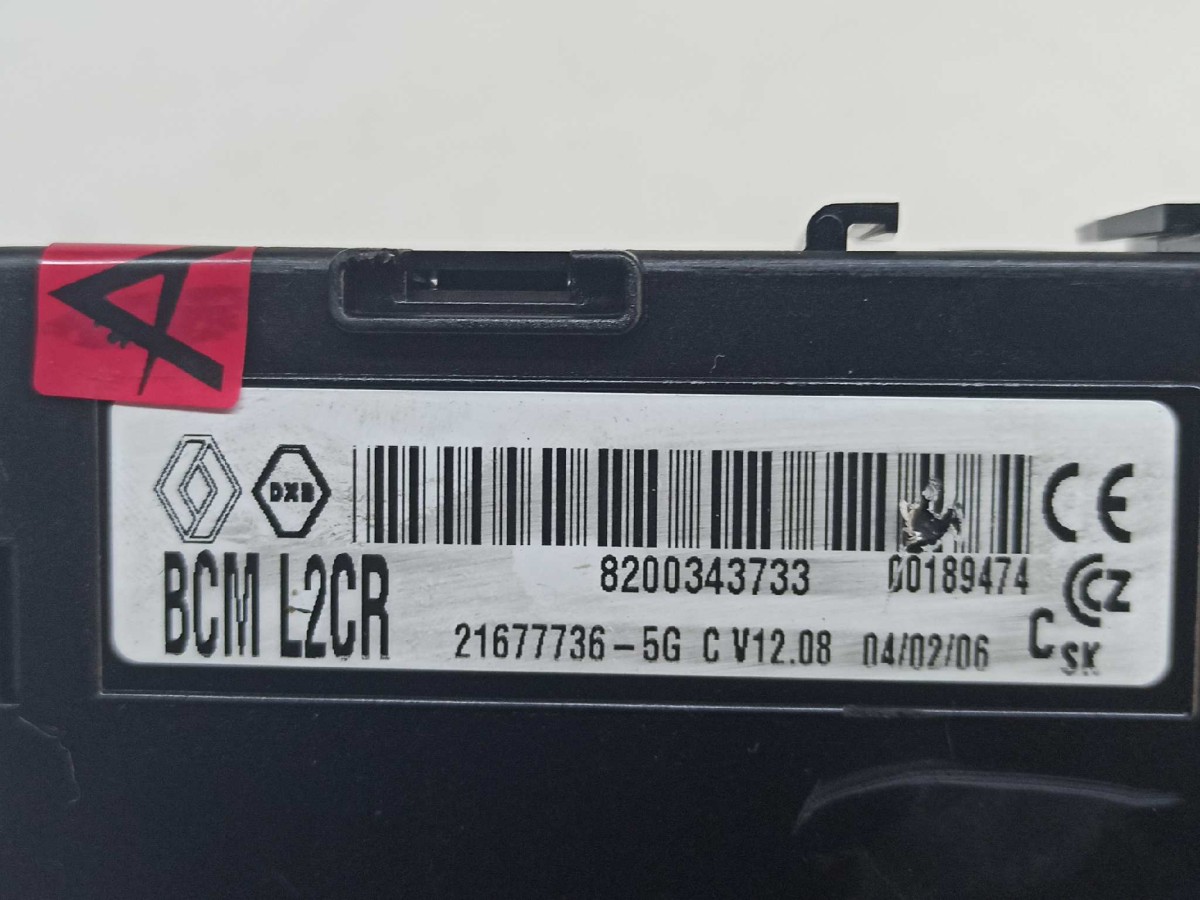 A
DXB
CE
8200343733 00189474
BCM L2CR
CZ
21677736-5G C V12.08 04/02/06
C SK